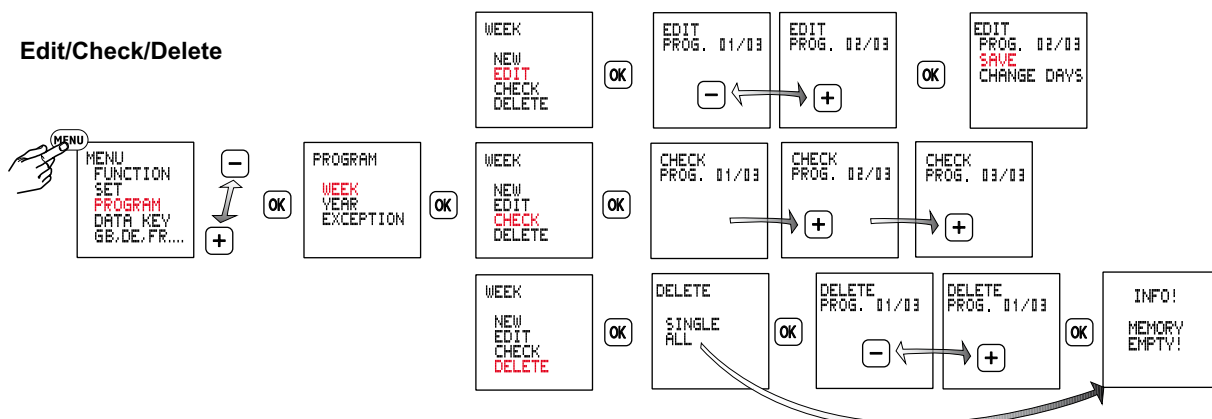 Edit/Check/Delete
MENU
MENU
FUNCTION
SET
PROGRAM
DATA KEY
GB,DE,FR....
-
+
OK
PROGRAM
WEEK
YEAR
EXCEPTION
OK
WEEK
NEW
EDIT
CHECK
DELETE
OK
EDIT
PROG. 01/03
-
EDIT
PROG. 02/03
+
OK
EDIT
PROG. 02/03
SAVE
CHANGE DAYS
WEEK
NEW
EDIT
CHECK
DELETE
OK
CHECK
PROG. 01/03
CHECK
PROG. 02/03
+
CHECK
PROG. 03/03
+
WEEK
NEW
EDIT
CHECK
DELETE
OK
DELETE
SINGLE
ALL
OK
DELETE
PROG. 01/03
-
DELETE
PROG. 01/03
+
OK
INFO!
MEMORY
EMPTY!